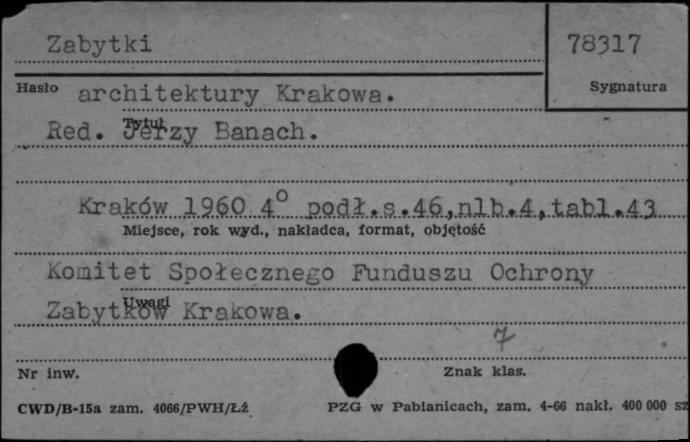 Zabytki
78317
Hasło
Sygnatura
architektury Krakowa.
Tytuł
Red. Jerzy Banach.
Kraków 1960 4° podł.s.46,nlb.4,tabl.43
Miejsce, rok wyd., nakładca, format, objętość
Komitet Społecznego Funduszu Ochrony
Uwagi
Zabytków Krakowa.
7
Nr inw.
Znak klas.
CWD/B-15a zam. 4066/PWH/Łź
PZG w Pabianicach, zam. 4-66 nakł. 400 000 sz